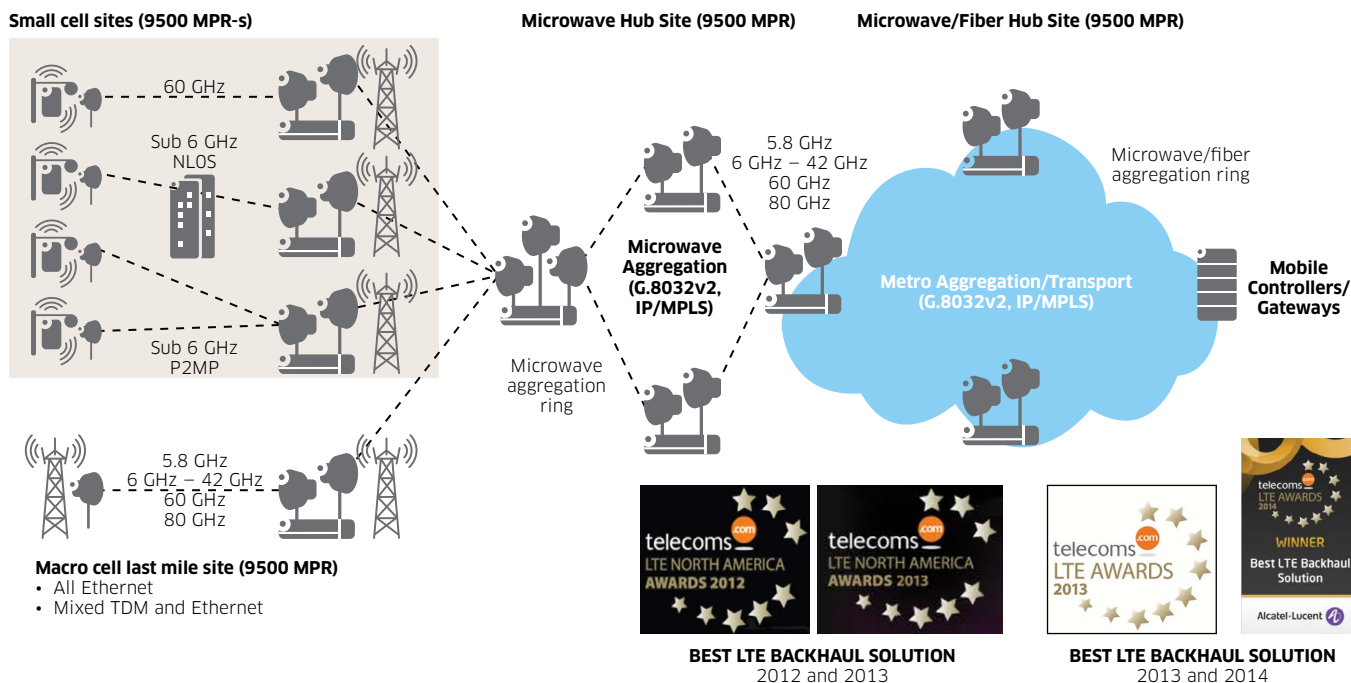 Small cell sites (9500 MPR-s)
Microwave Hub Site (9500 MPR)
Microwave/Fiber Hub Site (9500 MPR)
60 GHz
Sub 6 GHz
NLOS
Sub 6 GHz
P2MP
5.8 GHz
6 GHz – 42 GHz
60 GHz
80 GHz
Macro cell last mile site (9500 MPR)
• All Ethernet
• Mixed TDM and Ethernet
Microwave
aggregation
ring
Microwave
Aggregation
(G.8032v2,
IP/MPLS)
5.8 GHz
6 GHz – 42 GHz
60 GHz
80 GHz
Microwave/fiber
aggregation ring
Metro Aggregation/Transport
(G.8032v2, IP/MPLS)
Mobile
Controllers/
Gateways
telecoms.com
LTE NORTH AMERICA
AWARDS 2012
telecoms.com
LTE NORTH AMERICA
AWARDS 2013
BEST LTE BACKHAUL SOLUTION
2012 and 2013
telecoms.com
LTE AWARDS
2013
telecoms.com
LTE AWARDS
2014
WINNER
Best LTE Backhaul
Solution
Alcatel-Lucent
BEST LTE BACKHAUL SOLUTION
2013 and 2014